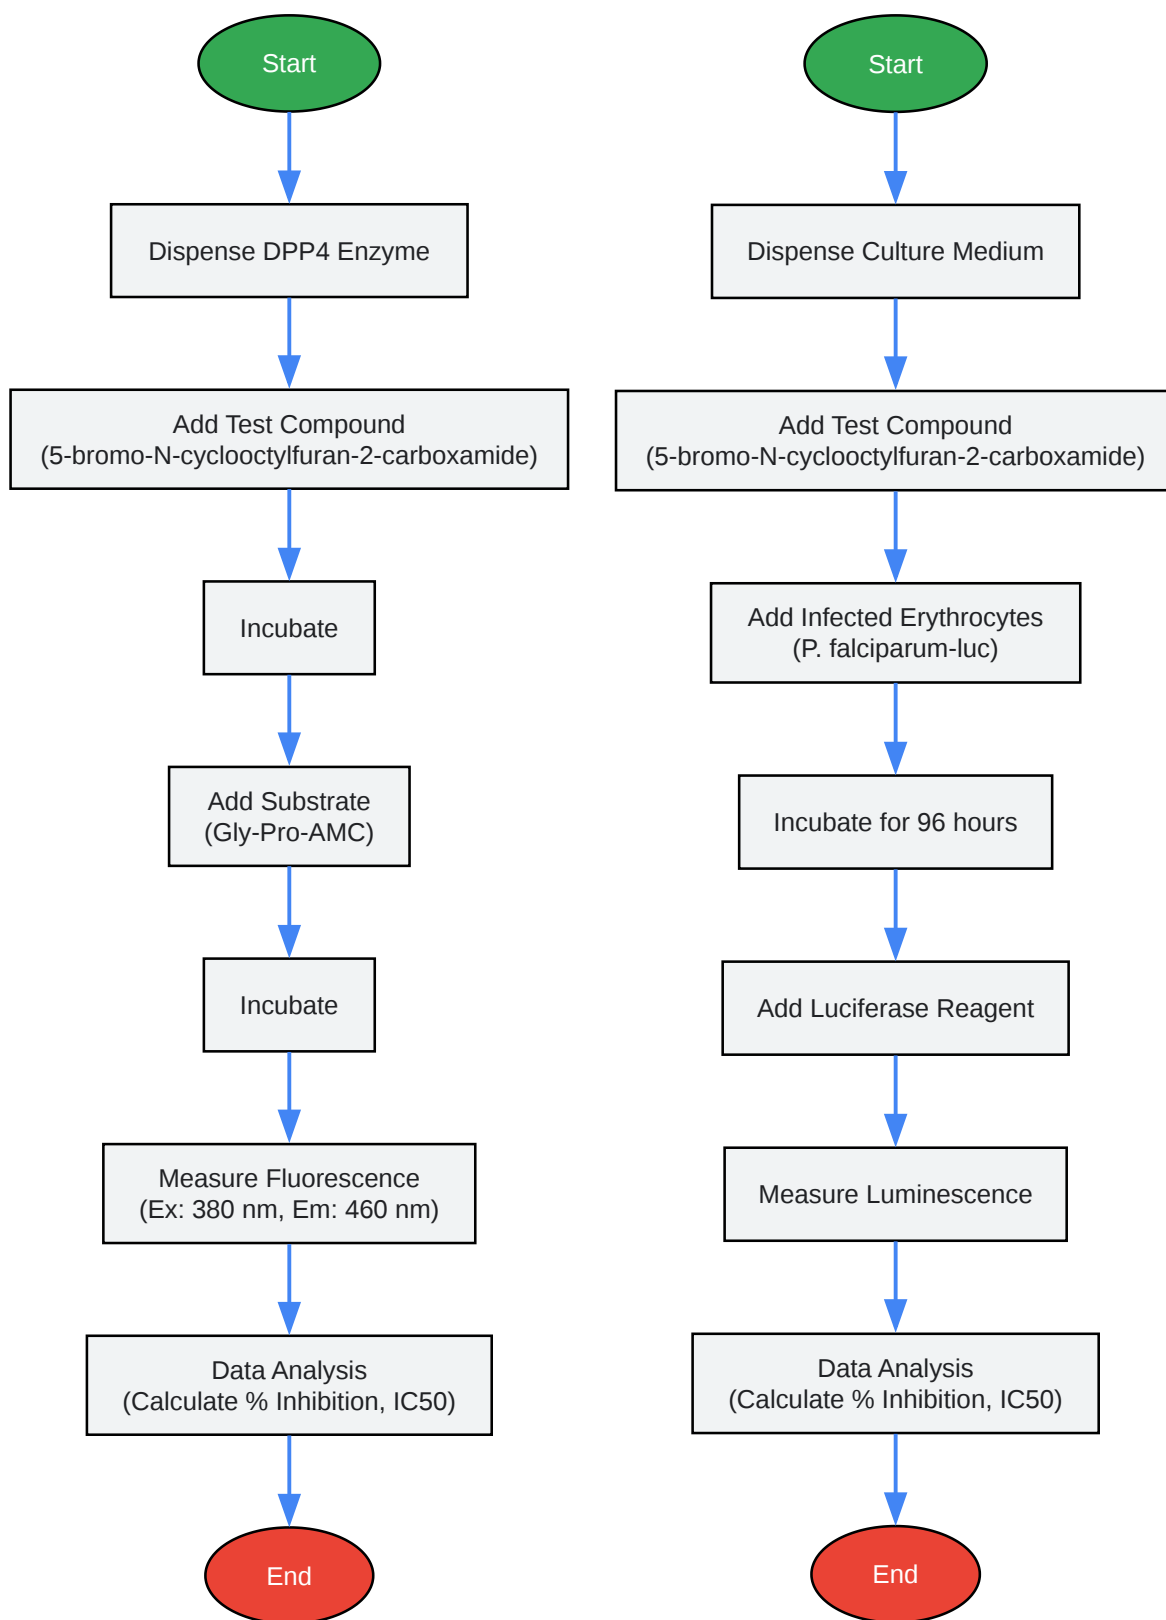 Start
Dispense DPP4 Enzyme
Add Test Compound
(5-bromo-N-cyclooctylfuran-2-carboxamide)
Incubate
Add Substrate
(Gly-Pro-AMC)
Incubate
Measure Fluorescence
(Ex: 380 nm, Em: 460 nm)
Data Analysis
(Calculate % Inhibition, IC50)
End
Start
Dispense Culture Medium
Add Test Compound
(5-bromo-N-cyclooctylfuran-2-carboxamide)
Add Infected Erythrocytes
(P. falciparum-luc)
Incubate for 96 hours
Add Luciferase Reagent
Measure Luminescence
Data Analysis
(Calculate % Inhibition, IC50)
End